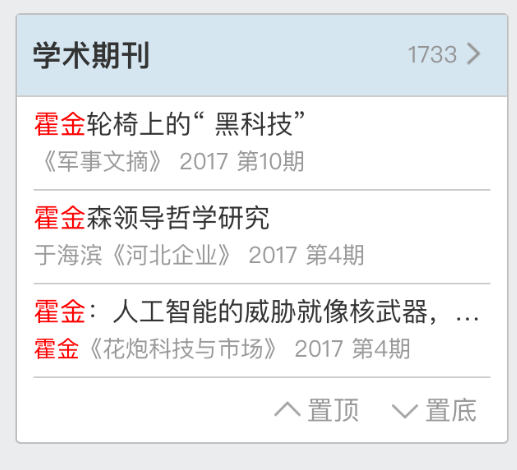 学术期刊 1733
霍金轮椅上的“ 黑科技”
《军事文摘》 2017 第10期
霍金森领导哲学研究
于海滨《河北企业》 2017 第4期
霍金：人工智能的威胁就像核武器，...
霍金《花炮科技与市场》 2017 第4期
置顶 置底